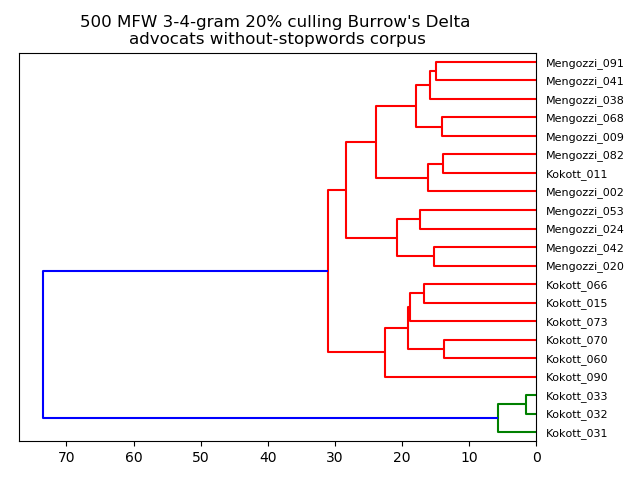 500 MFW 3-4-gram 20% culling Burrow's Delta
advocats without-stopwords corpus
Mengozzi_091
Mengozzi_041
Mengozzi_038
Mengozzi_068
Mengozzi_009
Mengozzi_082
Kokott_011
Mengozzi_002
Mengozzi_053
Mengozzi_024
Mengozzi_042
Mengozzi_020
Kokott_066
Kokott_015
Kokott_073
Kokott_070
Kokott_060
Kokott_090
Kokott_033
Kokott_032
Kokott_031
70 60 50 40 30 20 10 0